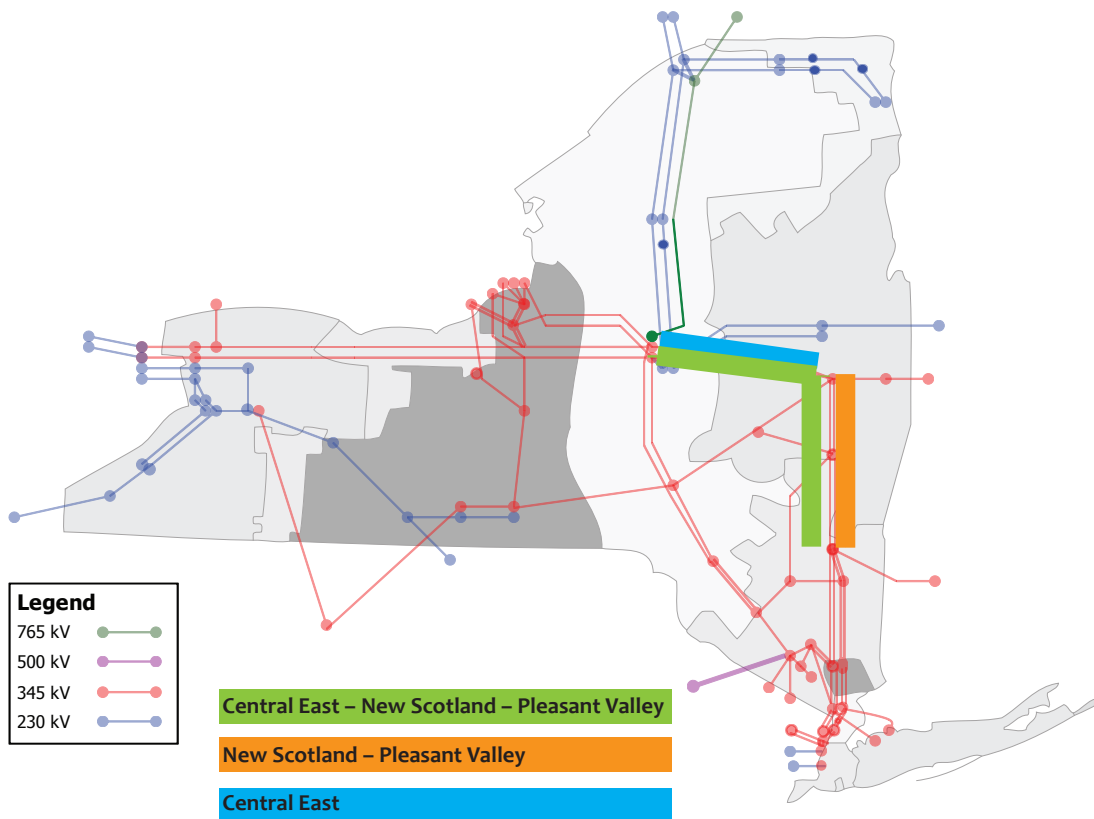 Legend
765 kV
500 kV
345 kV
230 kV
Central East – New Scotland – Pleasant Valley
New Scotland – Pleasant Valley
Central East